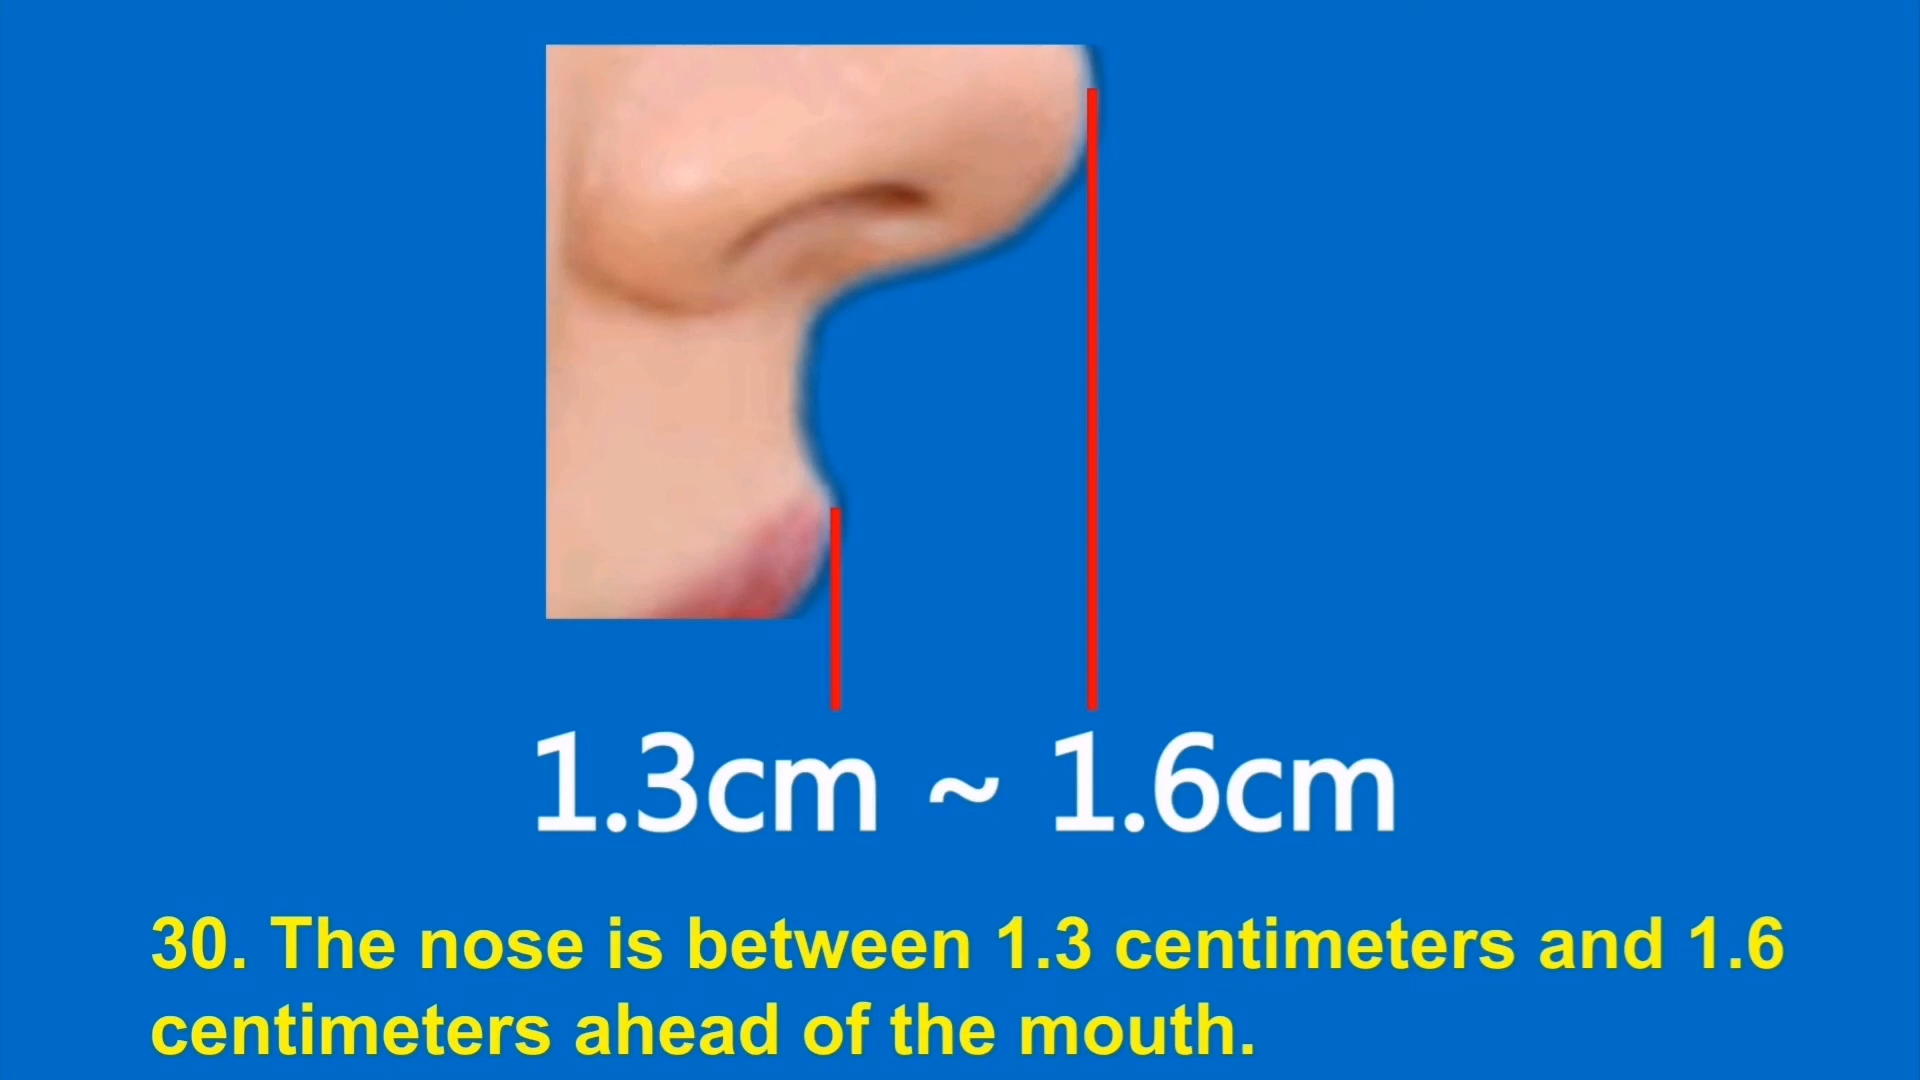 1.3cm ~ 1.6cm
30. The nose is between 1.3 centimeters and 1.6
centimeters ahead of the mouth.